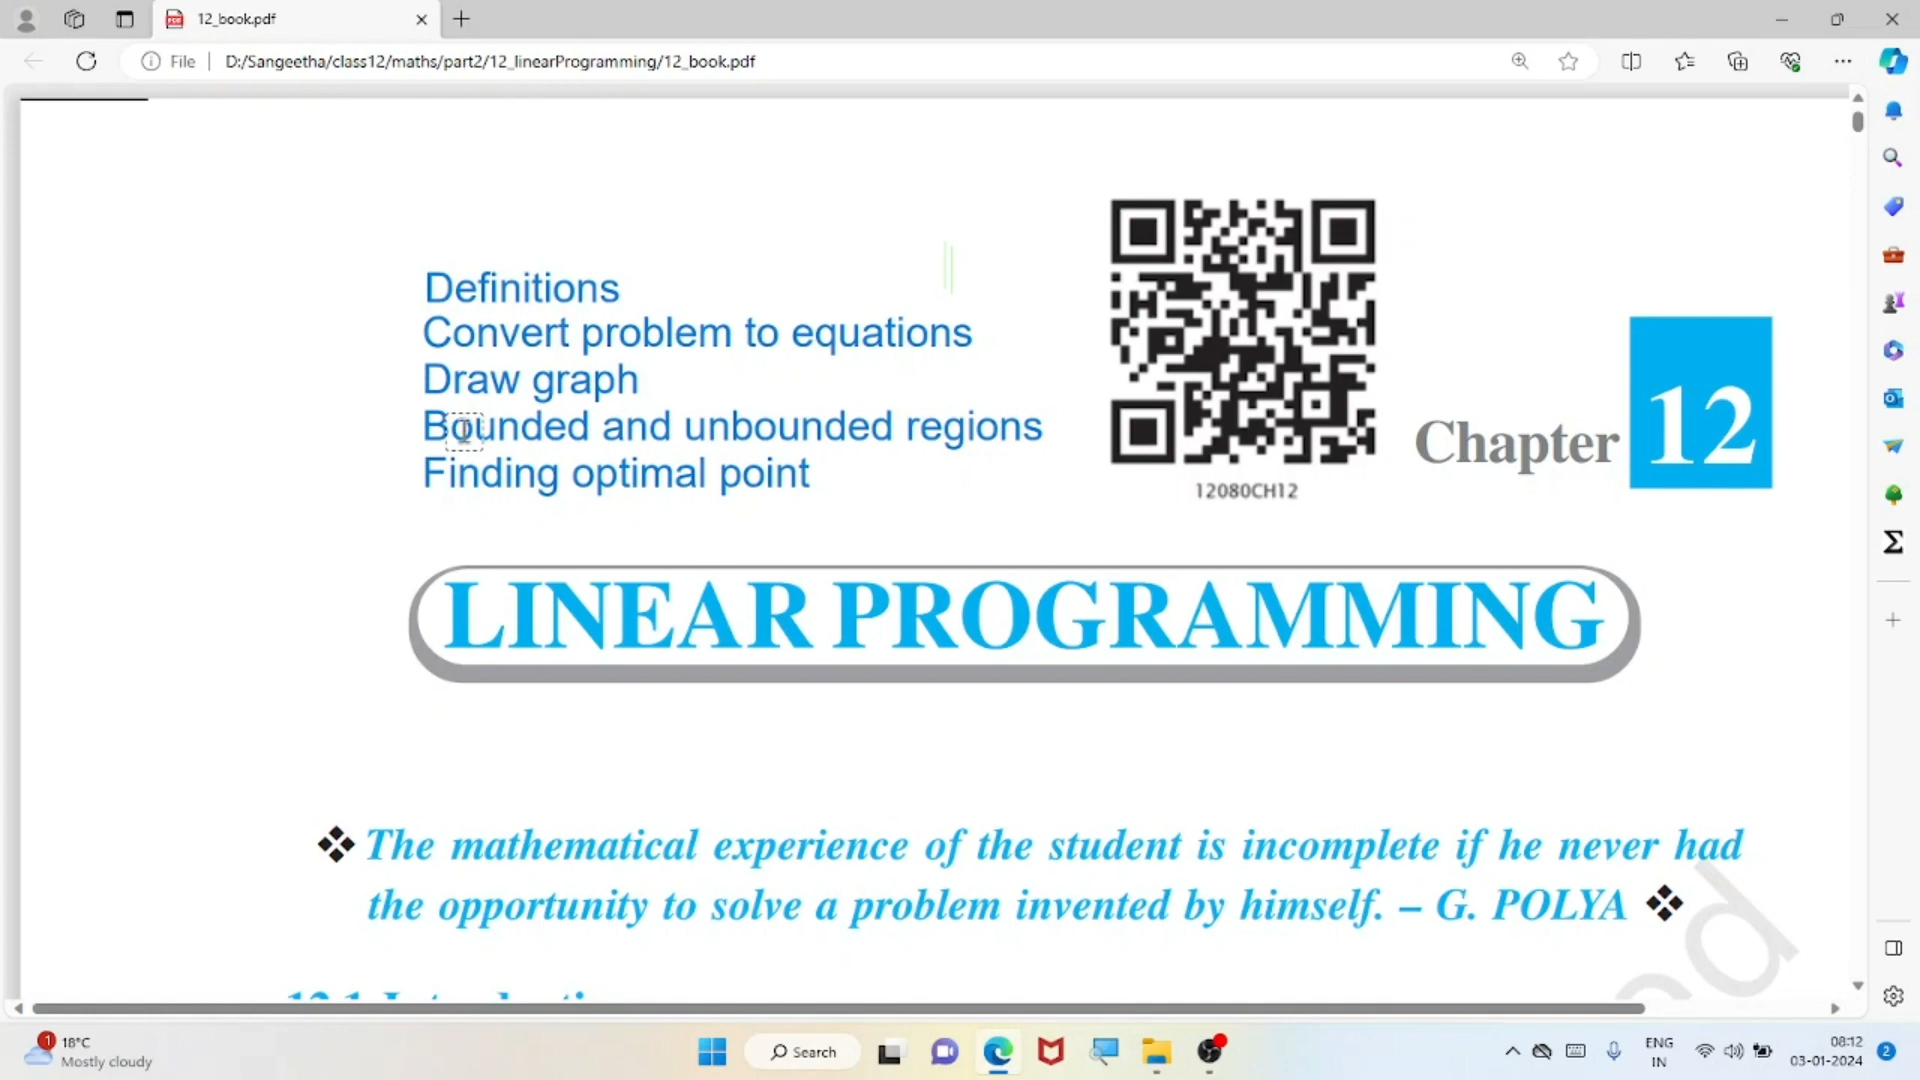 12_book.pdf
File
D:/Sangeetha/class12/maths/part2/12_linearProgramming/12_book.pdf
Definitions
Convert problem to equations
Draw graph
Bounded and unbounded regions
Finding optimal point
12080CH12
Chapter 12
LINEAR PROGRAMMING
❖ The mathematical experience of the student is incomplete if he never had
the opportunity to solve a problem invented by himself. – G. POLYA ❖
1
18°C
Mostly cloudy
Search
ENG
IN
08:12
03-01-2024
2